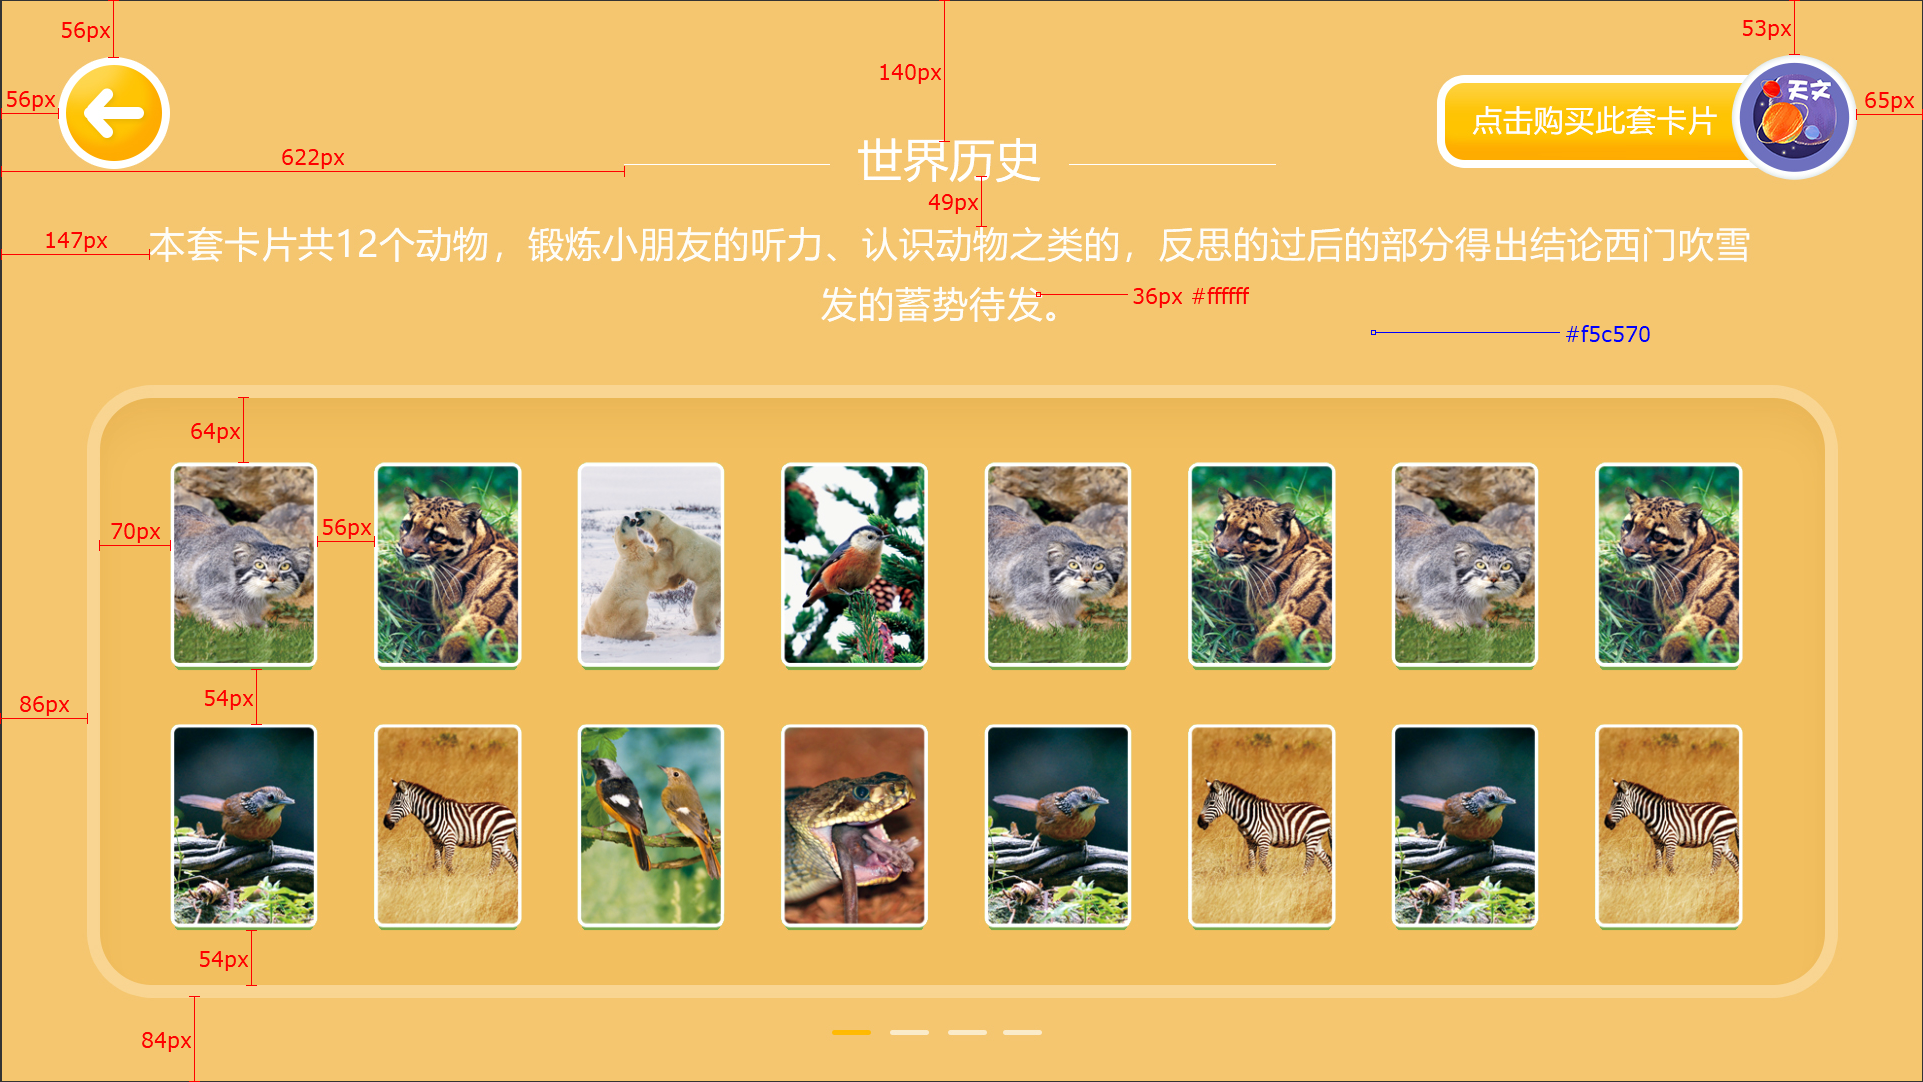 56px
53px
140px
天文
56px
65px
点击购买此套卡片
世界历史
622px
49px
147px
本套卡片共12个动物，锻炼小朋友的听力、认识动物之类的，反思的过后的部分得出结论西门吹雪
发的蓄势待发。
36px #ffffff
#f5c570
64px
70px
56px
54px
86px
54px
84px